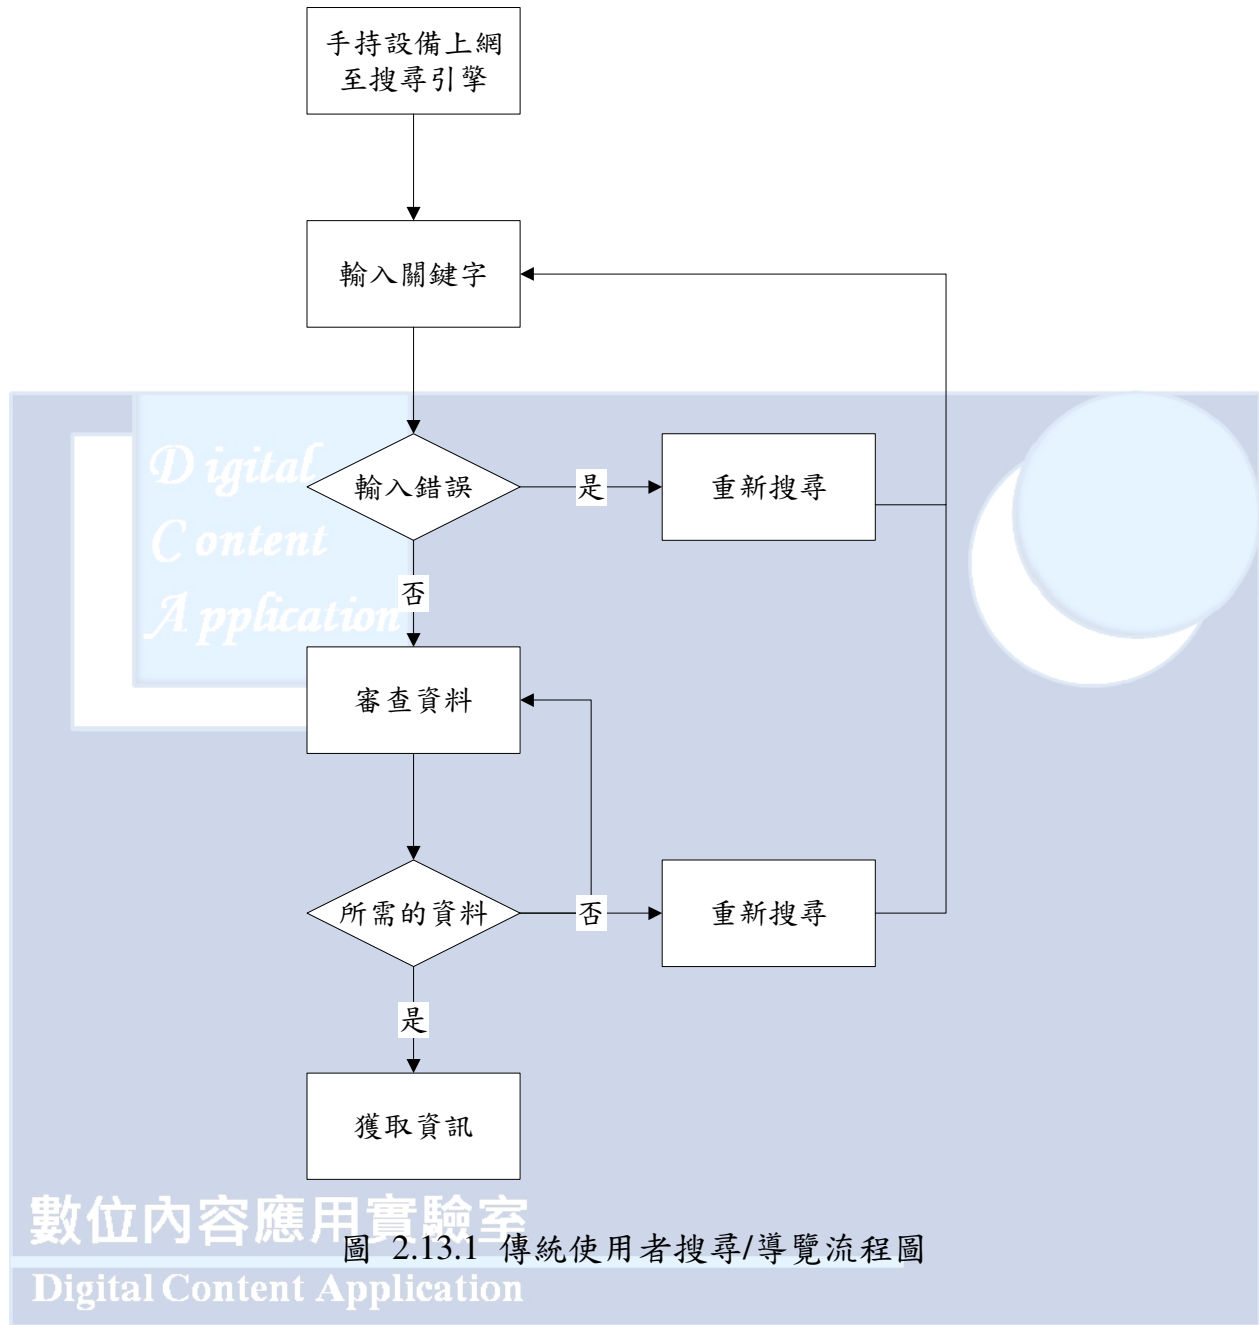 手持設備上網
至搜尋引擎
輸入關鍵字
輸入錯誤
是
重新搜尋
否
審查資料
所需的資料
否
重新搜尋
是
獲取資訊
圖 2.13.1 傳統使用者搜尋/導覽流程圖
Digital
Content
Application
數位內容應用實驗室
Digital Content Application